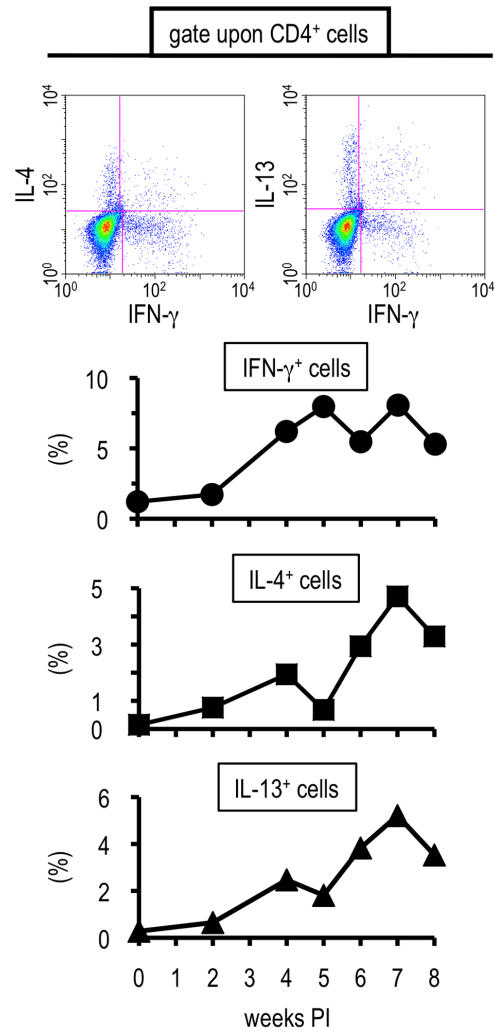 gate upon CD4⁺ cells
10⁴ 10⁴
IL-4 10² IL-13 10²
10⁰ 10⁰
10⁰ 10² 10⁴ 10⁰ 10² 10⁴
IFN-γ IFN-γ
IFN-γ⁺ cells
10
(%) 5
0
IL-4⁺ cells
5
(%) 3
1
0
IL-13⁺ cells
6
(%) 4
2
0
0 1 2 4 5 6 7 8
weeks PI